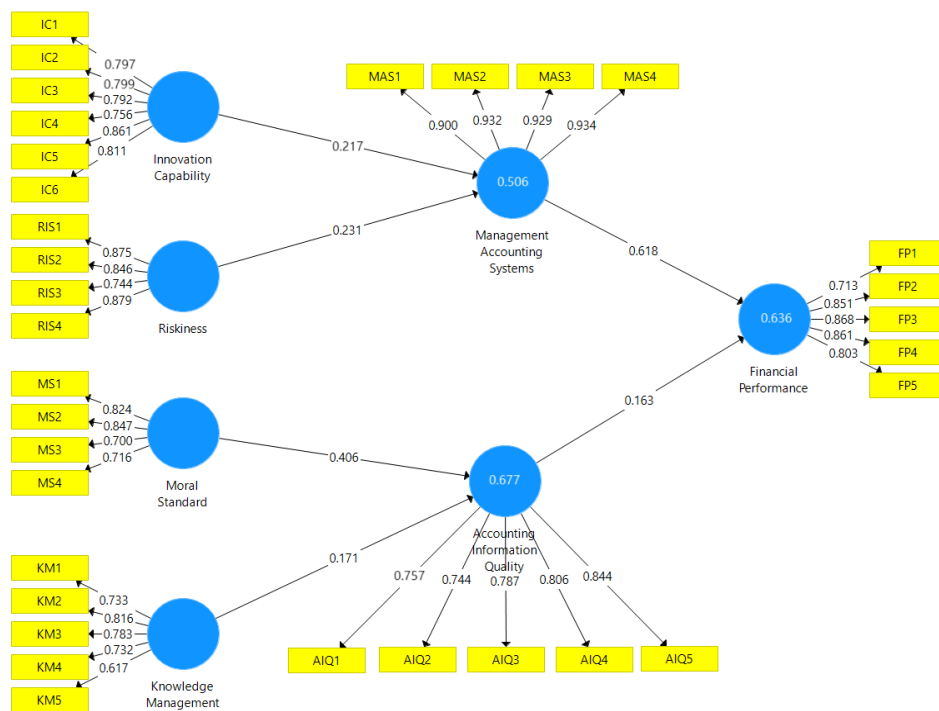 IC1
IC2
IC3
IC4
IC5
IC6
0.797
0.799
0.792
0.756
0.861
0.811
Innovation
Capability
RIS1
RIS2
RIS3
RIS4
0.875
0.846
0.744
0.879
Riskiness
MS1
MS2
MS3
MS4
0.824
0.847
0.700
0.716
Moral
Standard
KM1
KM2
KM3
KM4
KM5
0.733
0.816
0.783
0.732
0.617
Knowledge
Management
0.217
0.231
0.406
0.171
MAS1 MAS2 MAS3 MAS4
0.900 0.932 0.929 0.934
0.506
Management
Accounting
Systems
0.677
Accounting
Information
Quality
0.757 0.744 0.787 0.806 0.844
AIQ1 AIQ2 AIQ3 AIQ4 AIQ5
0.618
0.163
0.636
Financial
Performance
0.713
0.851
0.868
0.861
0.803
FP1
FP2
FP3
FP4
FP5